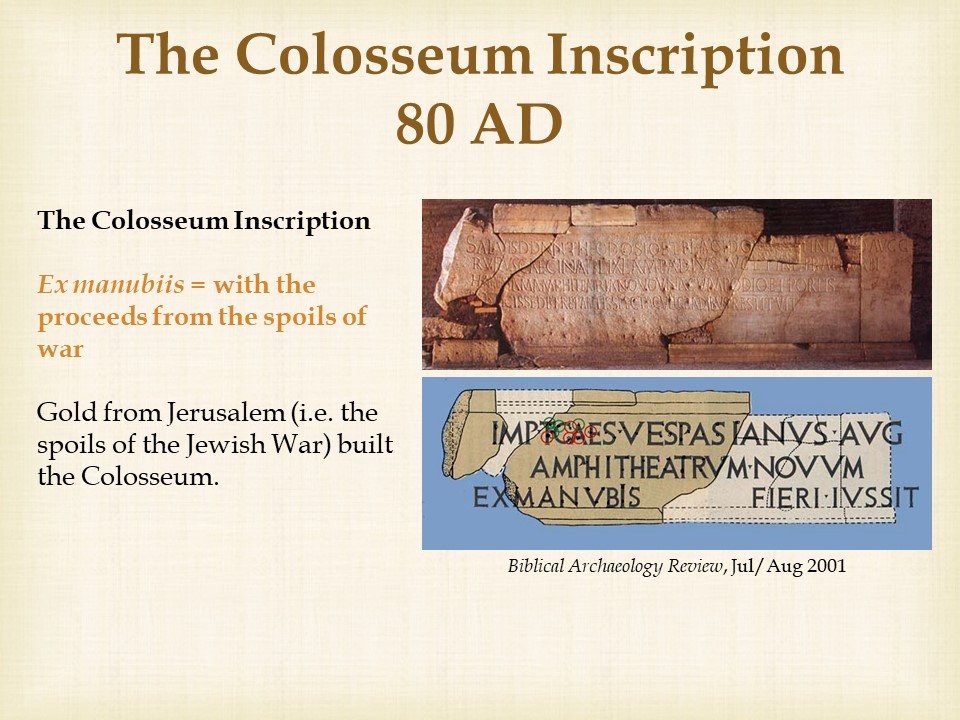 The Colosseum Inscription
80 AD
The Colosseum Inscription
Ex manubiis = with the
proceeds from the spoils of
war
Gold from Jerusalem (i.e. the
spoils of the Jewish War) built
the Colosseum.
IMP·T·CAES·VESPASIANVS·AVG
AMPHITHEATRVM·NOVVM
EX MANVBIS FIERI·IVSSIT
Biblical Archaeology Review, Jul/Aug 2001